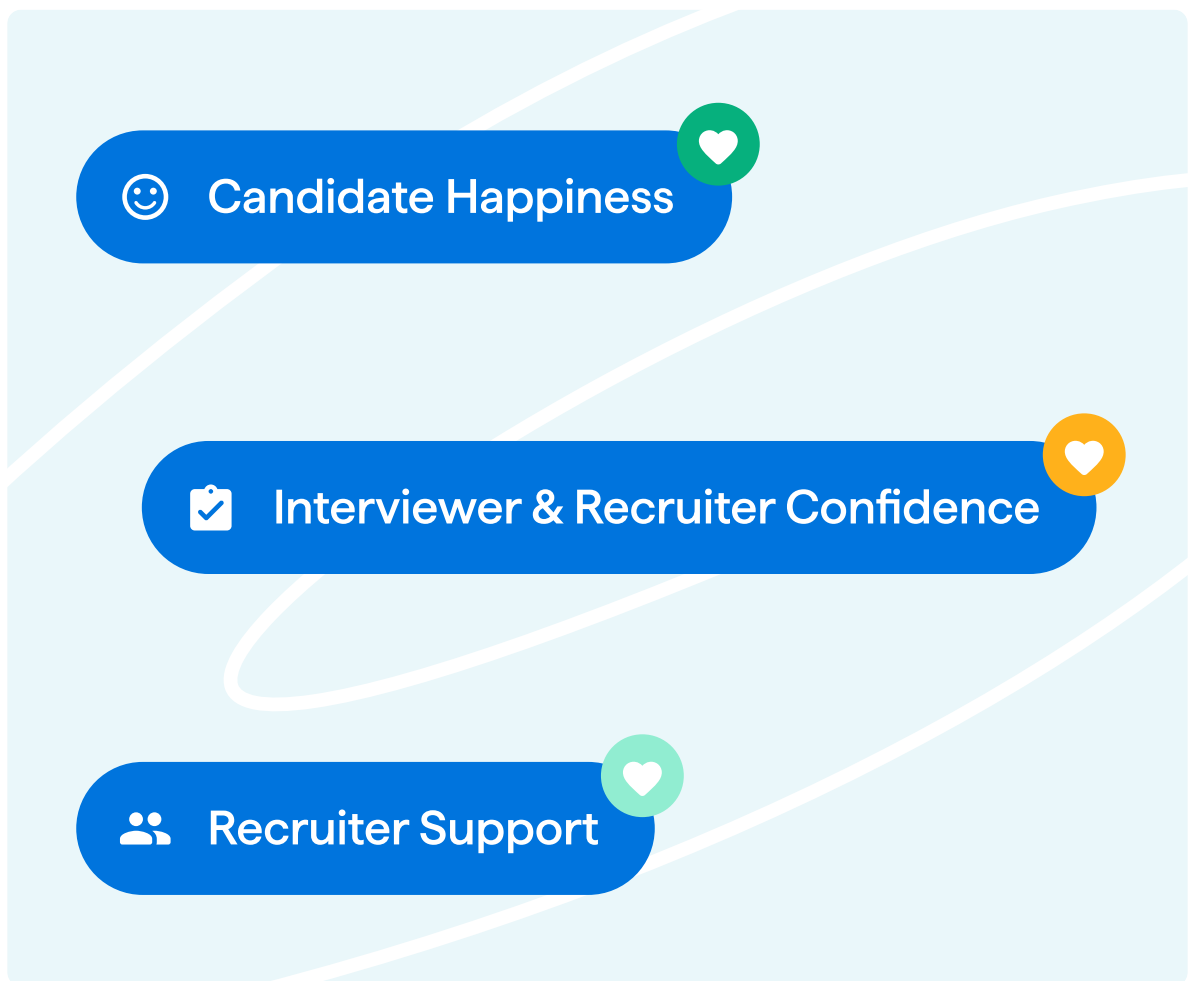 Candidate Happiness
Interviewer & Recruiter Confidence
Recruiter Support